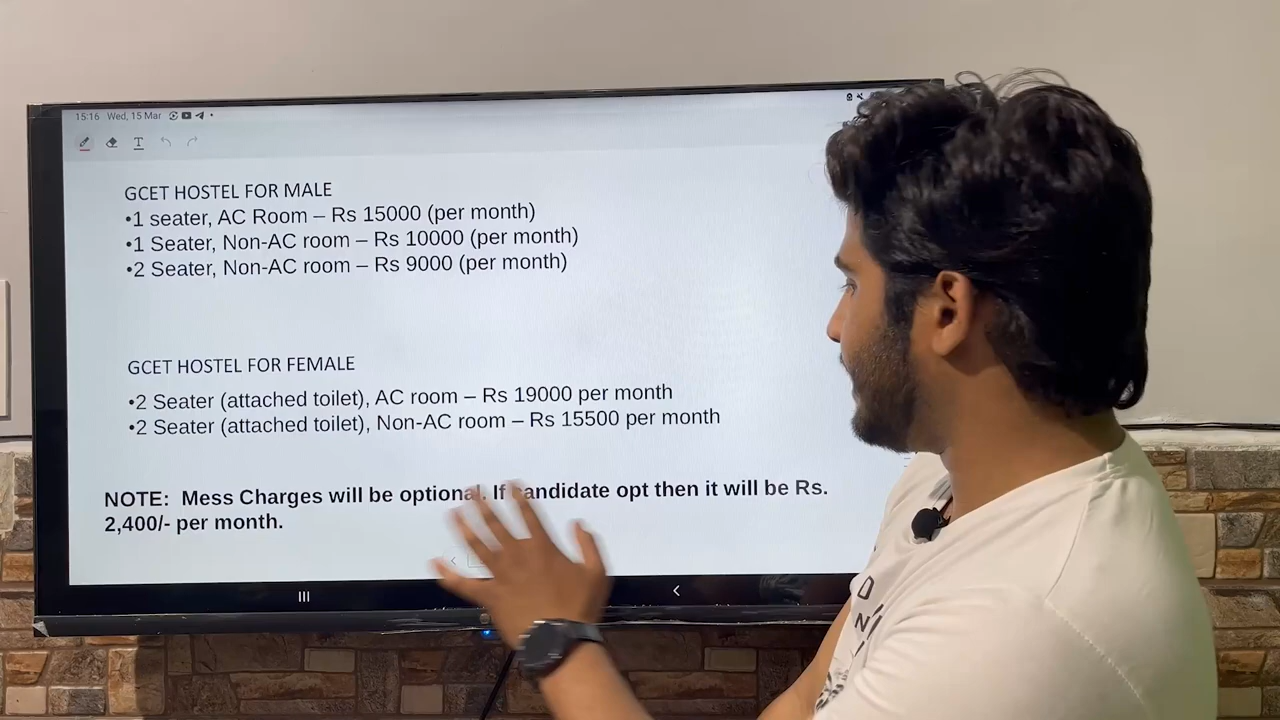 15:16 Wed, 15 Mar
T
GCET HOSTEL FOR MALE
•1 seater, AC Room – Rs 15000 (per month)
•1 Seater, Non-AC room – Rs 10000 (per month)
•2 Seater, Non-AC room – Rs 9000 (per month)
GCET HOSTEL FOR FEMALE
•2 Seater (attached toilet), AC room – Rs 19000 per month
•2 Seater (attached toilet), Non-AC room – Rs 15500 per month
NOTE: Mess Charges will be optional. If candidate opt then it will be Rs.
2,400/- per month.